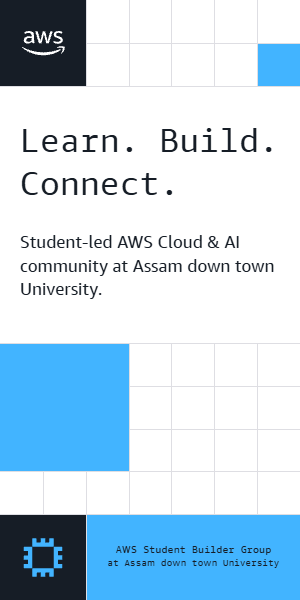 aws
Learn. Build.
Connect.
Student-led AWS Cloud & AI
community at Assam down town
University.
AWS Student Builder Group
at Assam down town University